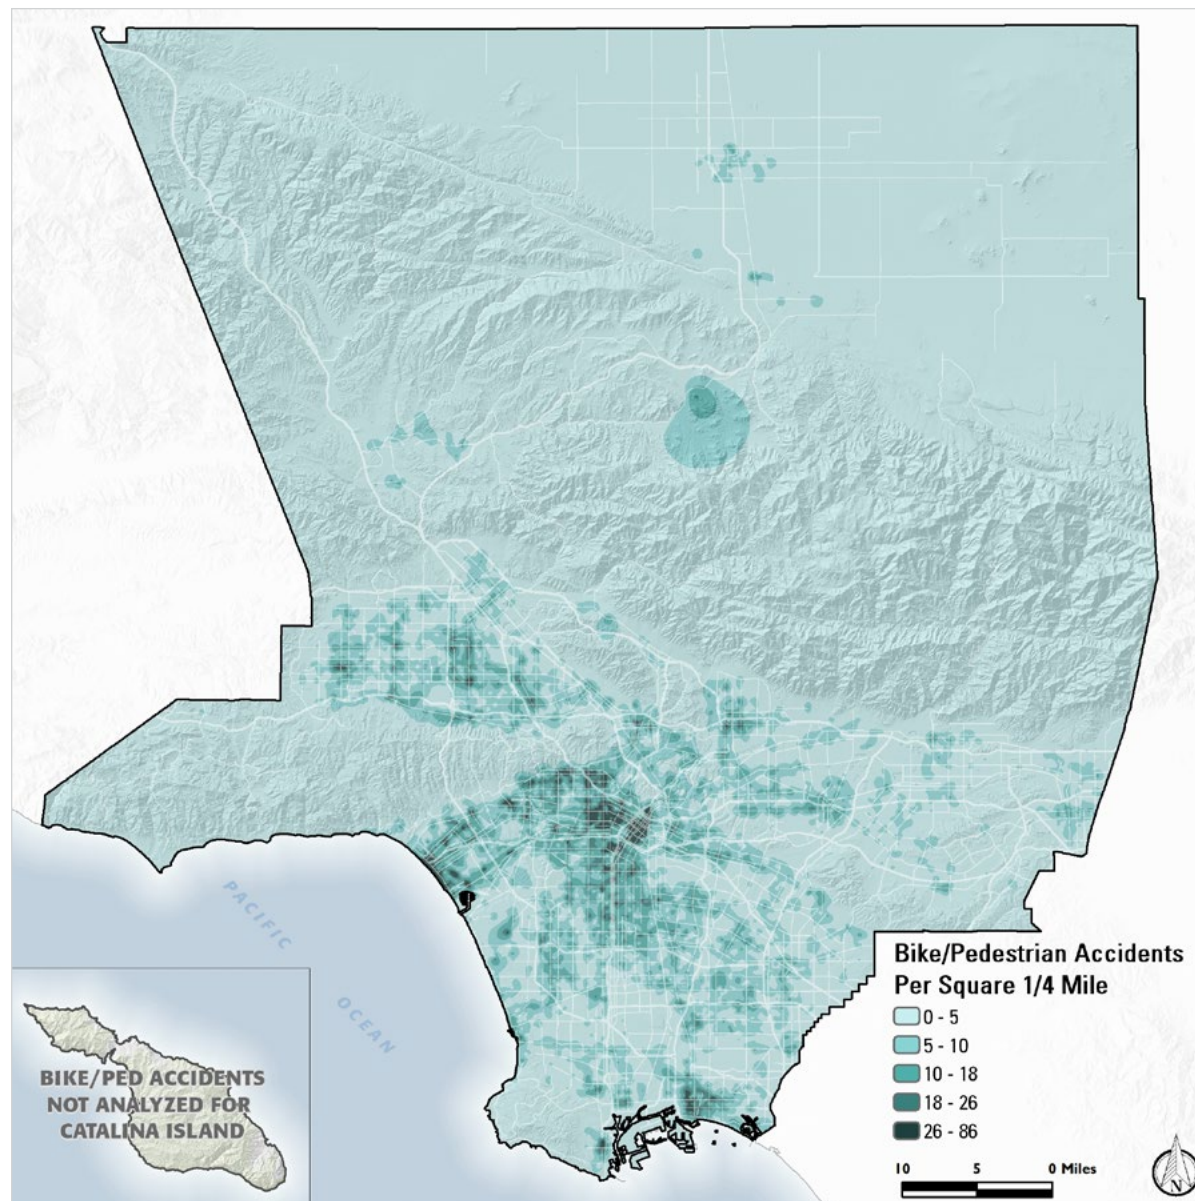 PACIFIC
OCEAN
BIKE/PED ACCIDENTS
NOT ANALYZED FOR
CATALINA ISLAND
Bike/Pedestrian Accidents
Per Square 1/4 Mile
0 - 5
5 - 10
10 - 18
18 - 26
26 - 86
10 5 0 Miles
N